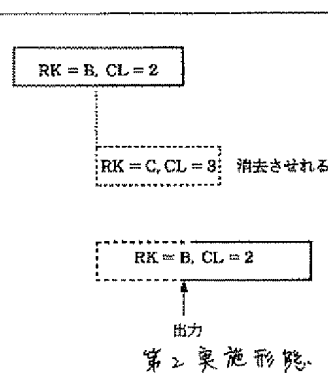 RK = B, CL = 2
RK = C, CL = 3 消去させれる
RK = B, CL = 2
出力
第2実施形態